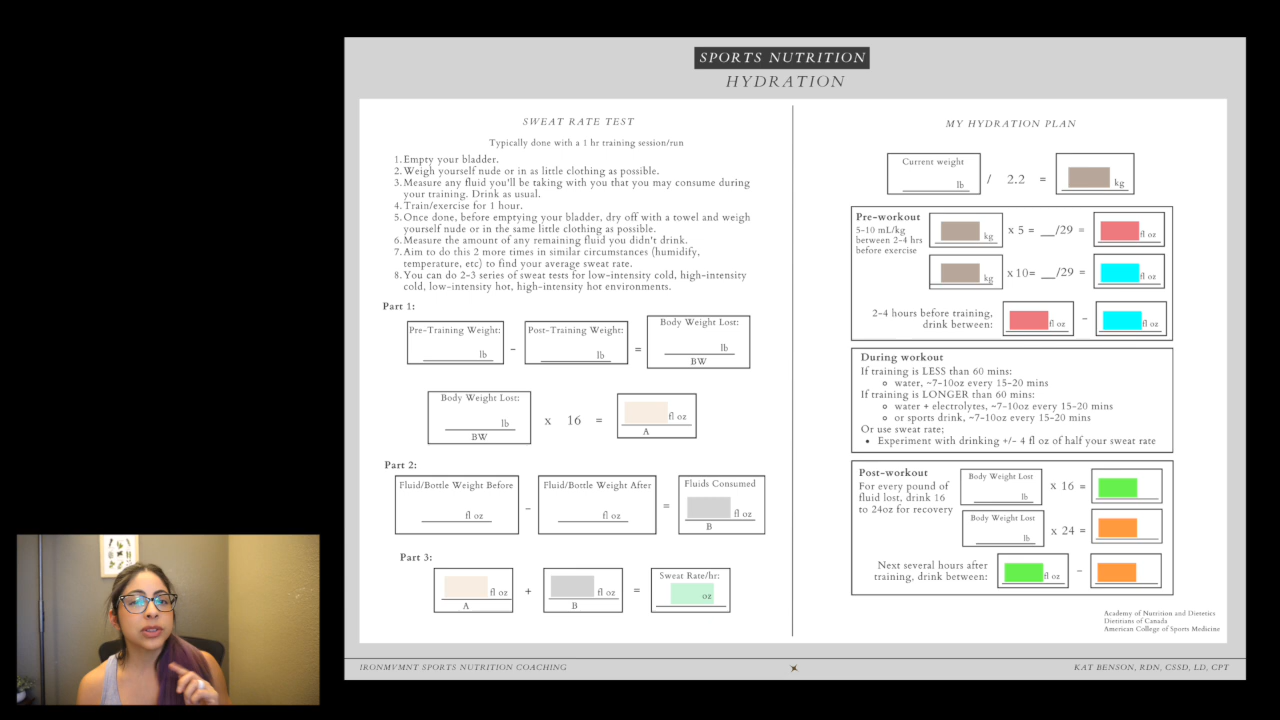 SPORTS NUTRITION
HYDRATION
SWEAT RATE TEST
Typically done with a 1 hr training session/run
1. Empty your bladder.
2. Weigh yourself nude or in as little clothing as possible.
3. Measure any fluid you'll be taking with you that you may consume during
your training. Drink as usual.
4. Train/exercise for 1 hour.
5. Once done, before emptying your bladder, dry off with a towel and weigh
yourself nude or in the same little clothing as possible.
6. Measure the amount of any remaining fluid you didn't drink.
7. Aim to do this 2 more times in similar circumstances (humidity,
temperature, etc) to find your average sweat rate.
8. You can do 2-3 series of sweat tests for low-intensity cold, high-intensity
cold, low-intensity hot, high-intensity hot environments.
Part 1:
Pre-Training Weight: lb - Post-Training Weight: lb = Body Weight Lost: lb BW
Body Weight Lost: lb BW x 16 = fl oz A
Part 2:
Fluid/Bottle Weight Before fl oz - Fluid/Bottle Weight After fl oz = Fluids Consumed fl oz B
Part 3:
fl oz A + fl oz B = Sweat Rate/hr: oz
MY HYDRATION PLAN
Current weight lb / 2.2 = kg
Pre-workout
5-10 mL/kg
between 2-4 hrs
before exercise
kg x 5 = __/29 = fl oz
kg x10= __/29 = fl oz
2-4 hours before training,
drink between: fl oz - fl oz
During workout
If training is LESS than 60 mins:
water, ~7-10oz every 15-20 mins
If training is LONGER than 60 mins:
water + electrolytes, ~7-10oz every 15-20 mins
or sports drink, ~7-10oz every 15-20 mins
Or use sweat rate;
• Experiment with drinking +/- 4 fl oz of half your sweat rate
Post-workout
For every pound of
fluid lost, drink 16
to 24oz for recovery
Body Weight Lost lb x 16 =
Body Weight Lost lb x 24 =
Next several hours after
training, drink between: fl oz -
Academy of Nutrition and Dietetics
Dietitians of Canada
American College of Sports Medicine
IRONMVMNT SPORTS NUTRITION COACHING
KAT BENSON, RDN, CSSD, LD, CPT